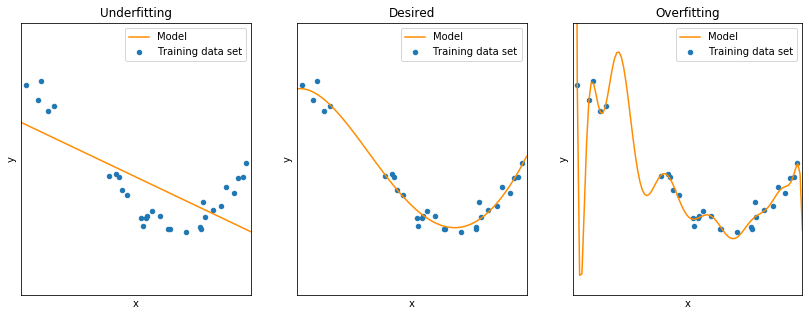 Underfitting
Model
Training data set
y
x
Desired
Model
Training data set
y
x
Overfitting
Model
Training data set
y
x